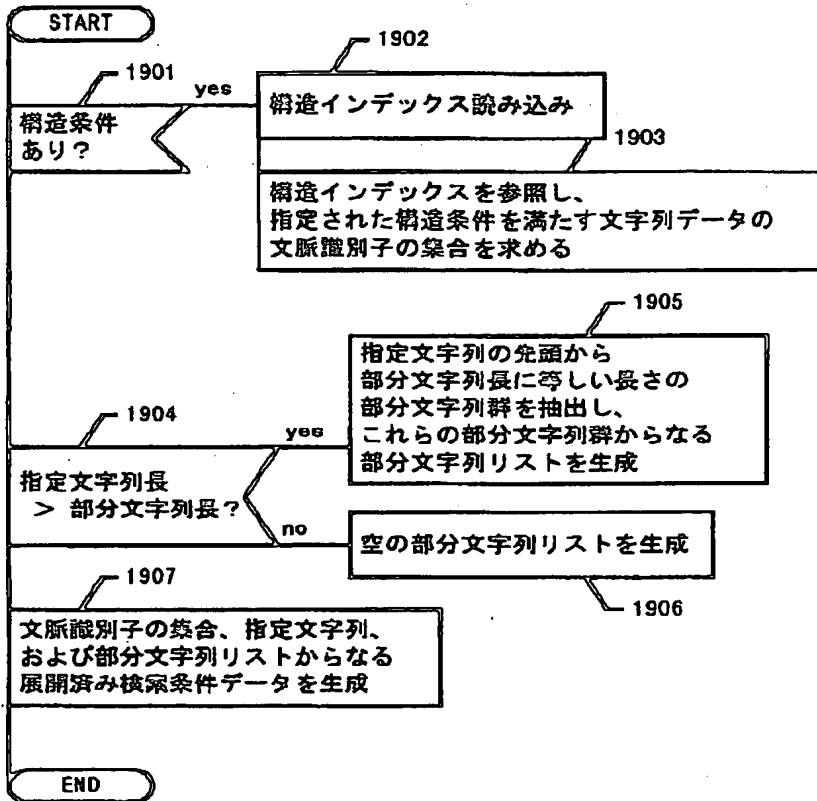 START
1901
yes
構造条件
あり？
1902
構造インデックス読み込み
1903
構造インデックスを参照し、
指定された構造条件を満たす文字列データの
文脈識別子の集合を求める
1904
yes
指定文字列長
＞ 部分文字列長？
no
1905
指定文字列の先頭から
部分文字列長に等しい長さの
部分文字列群を抽出し、
これらの部分文字列群からなる
部分文字列リストを生成
空の部分文字列リストを生成
1906
1907
文脈識別子の集合、指定文字列、
および部分文字列リストからなる
展開済み検索条件データを生成
END